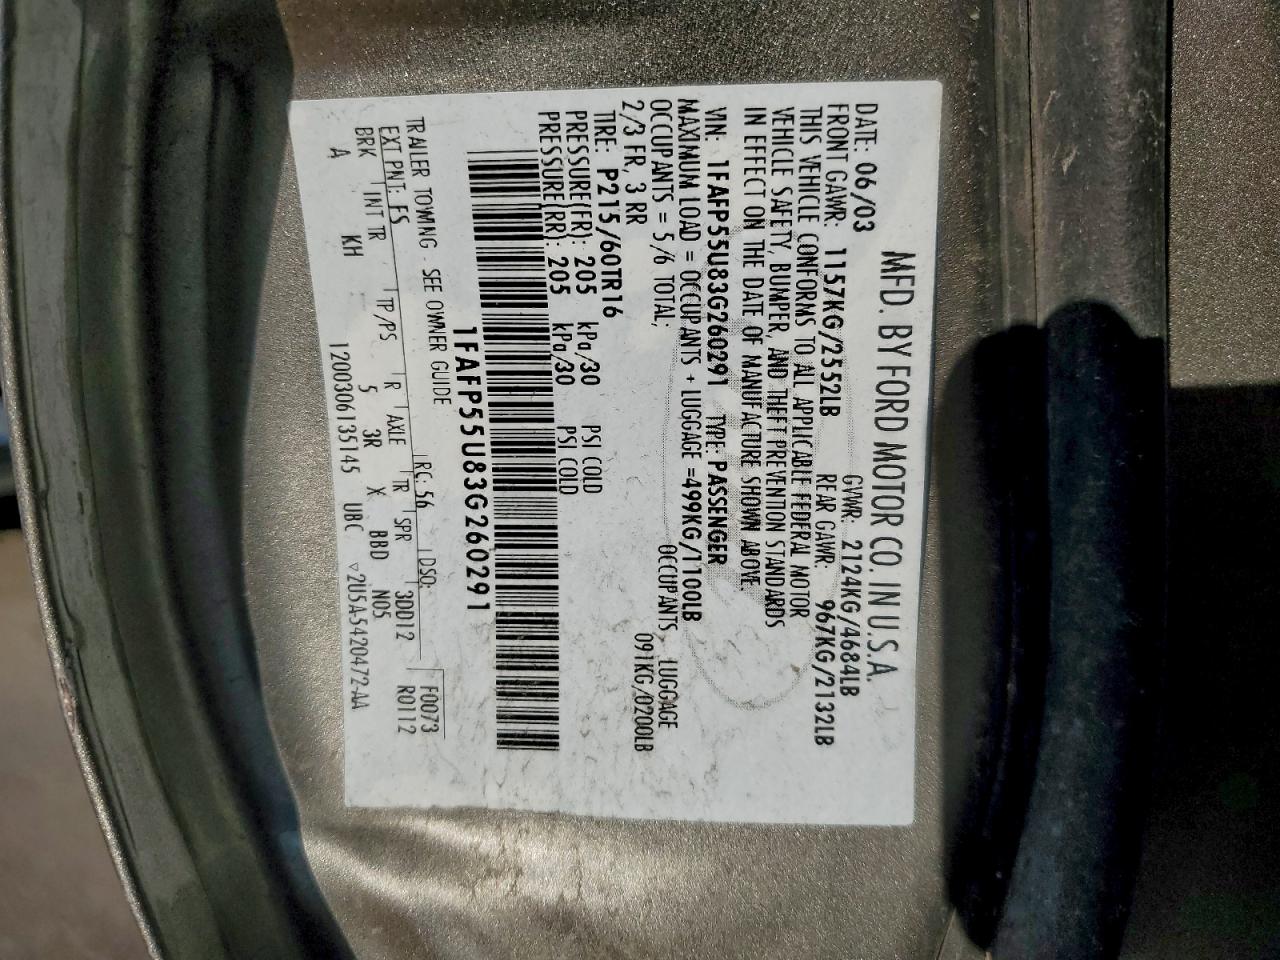 MFD. BY FORD MOTOR CO. IN U.S.A.
DATE: 06/03 GVWR: 2124KG/4684LB
FRONT GAWR: 1157KG/2552LB REAR GAWR: 967KG/2132LB
THIS VEHICLE CONFORMS TO ALL APPLICABLE FEDERAL MOTOR
VEHICLE SAFETY, BUMPER, AND THEFT PREVENTION STANDARDS
IN EFFECT ON THE DATE OF MANUFACTURE SHOWN ABOVE
VIN: 1FAFP55U83G260291 TYPE: PASSENGER
MAXIMUM LOAD = OCCUPANTS + LUGGAGE =499KG/1100LB
OCCUPANTS = 5/6 TOTAL; OCCUPANTS LUGGAGE
2/3 FR, 3 RR 091KG/0200LB
TIRE: P215/60TR16
PRESSURE(FR): 205 kPa/30 PSI COLD
PRESSURE(RR): 205 kPa/30 PSI COLD
1FAFP55U83G260291
TRAILER TOWING - SEE OWNER GUIDE
EXT PNT: FS RC: 56 DSO: F0073
BRK INT TR TP/PS R AXLE TR SPR 3DD12 R0112
A KH 5 3R X BBD N05
12003061351​45 UBC ▽2U5A-5420472-AA